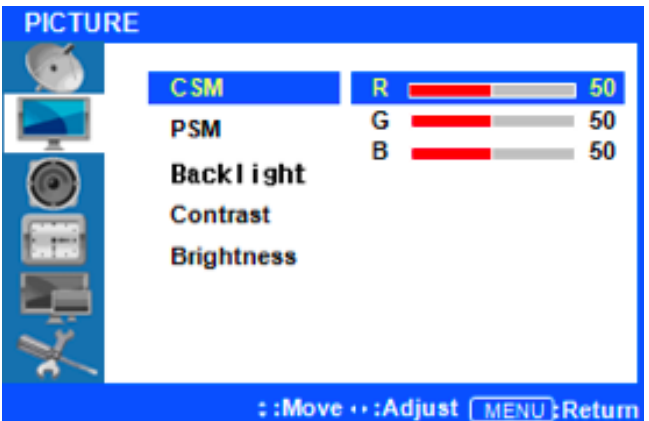 PICTURE
CSM R 50
PSM G 50
B 50
Backlight
Contrast
Brightness
:Move :Adjust MENU:Return